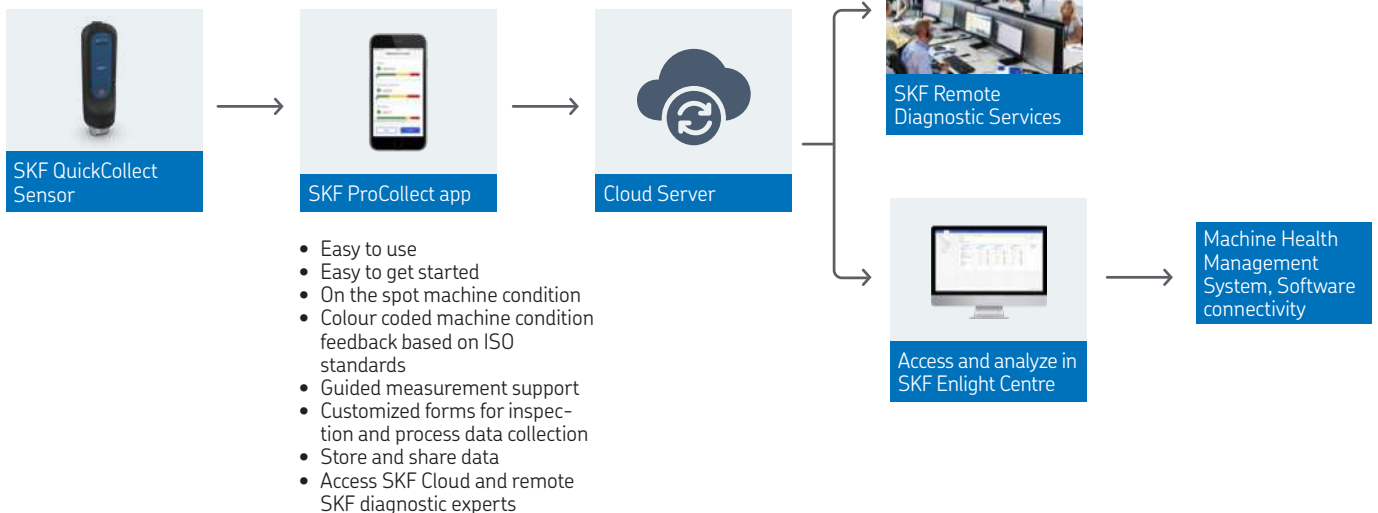 SKF QuickCollect
Sensor
SKF ProCollect app
Cloud Server
SKF Remote
Diagnostic Services
• Easy to use
• Easy to get started
• On the spot machine condition
• Colour coded machine condition
feedback based on ISO
standards
• Guided measurement support
• Customized forms for inspec-
tion and process data collection
• Store and share data
• Access SKF Cloud and remote
SKF diagnostic experts
Access and analyze in
SKF Enlight Centre
Machine Health
Management
System, Software
connectivity